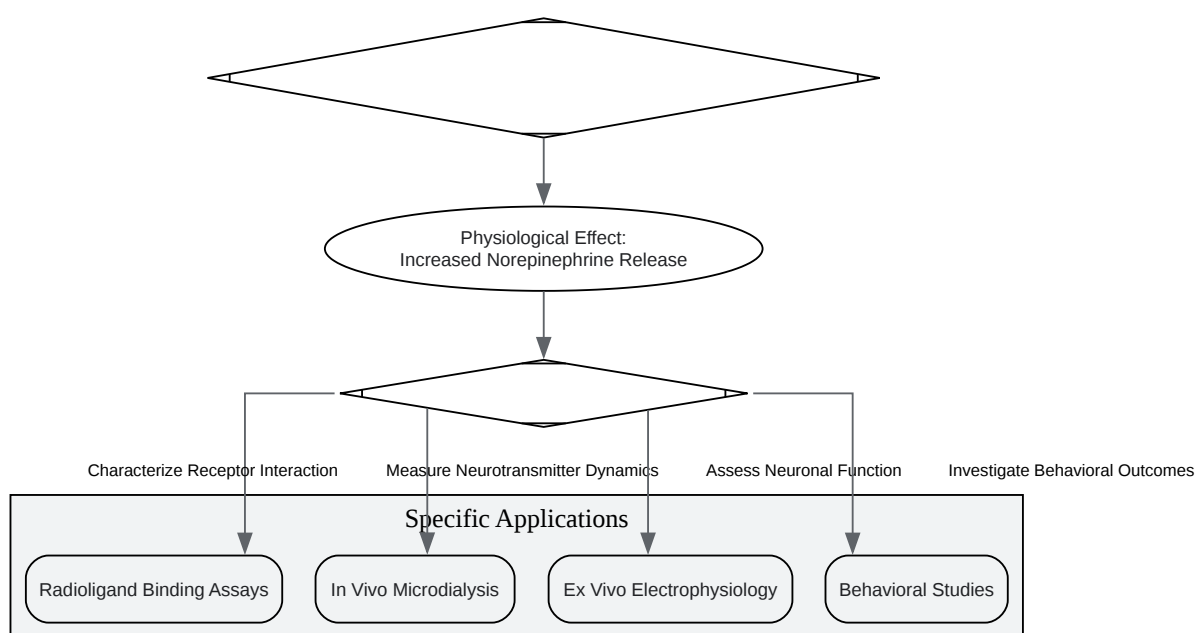 Physiological Effect:
Increased Norepinephrine Release
Characterize Receptor Interaction
Measure Neurotransmitter Dynamics
Assess Neuronal Function
Investigate Behavioral Outcomes
Specific Applications
Radioligand Binding Assays
In Vivo Microdialysis
Ex Vivo Electrophysiology
Behavioral Studies